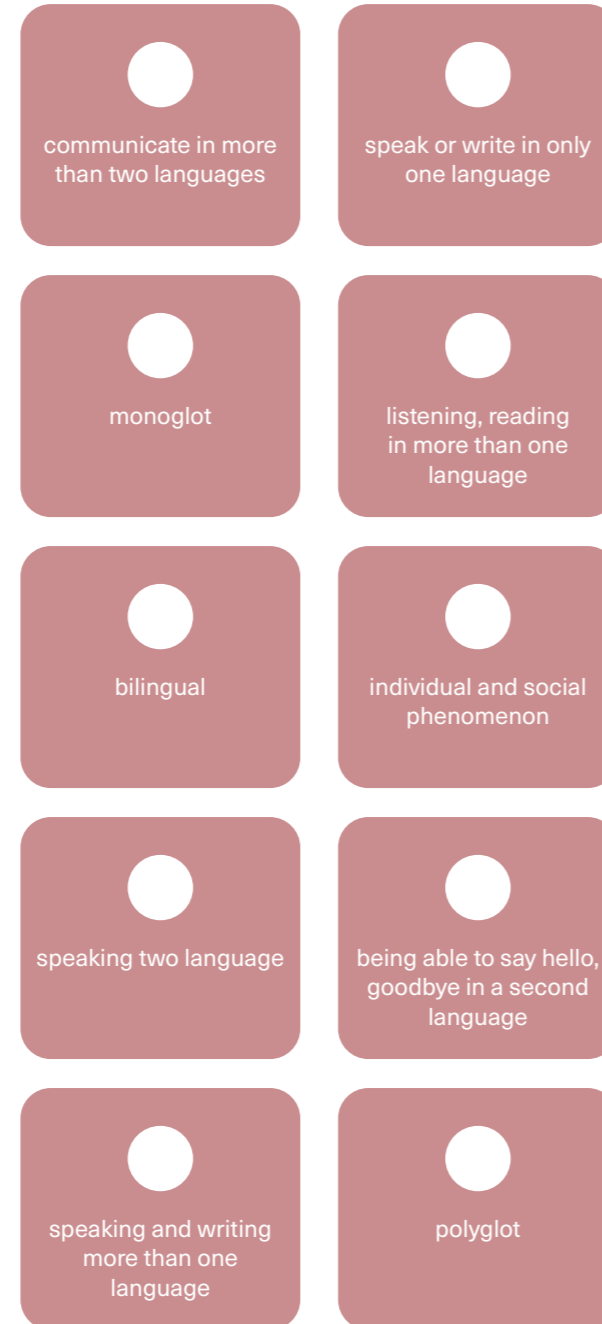 communicate in more
than two languages
speak or write in only
one language
monoglot
listening, reading
in more than one
language
bilingual
individual and social
phenomenon
speaking two language
being able to say hello,
goodbye in a second
language
speaking and writing
more than one
language
polyglot